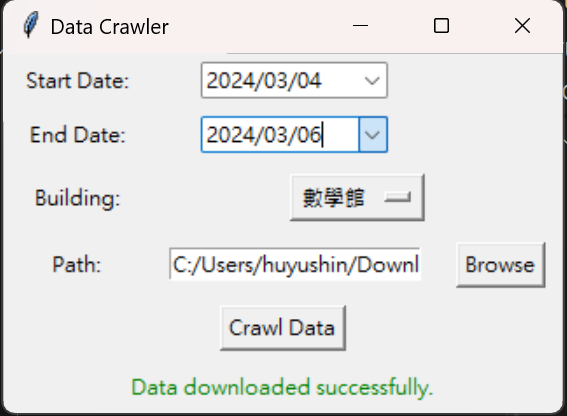 Data Crawler
Start Date: 2024/03/04
End Date: 2024/03/06
Building: 數學館
Path: C:/Users/huyushin/Downl Browse
Crawl Data
Data downloaded successfully.